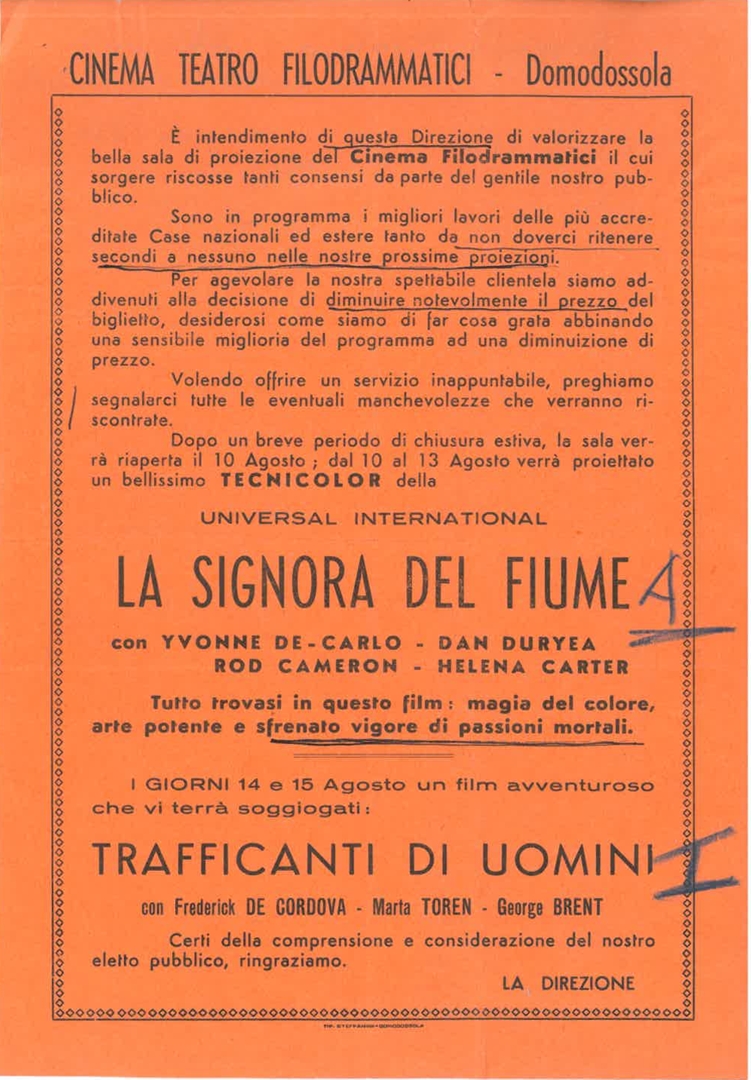 CINEMA TEATRO FILODRAMMATICI - Domodossola
È intendimento di questa Direzione di valorizzare la
bella sala di proiezione del Cinema Filodrammatici il cui
sorgere riscosse tanti consensi da parte del gentile nostro pub-
blico.
Sono in programma i migliori lavori delle più accre-
ditate Case nazionali ed estere tanto da non doverci ritenere
secondi a nessuno nelle nostre prossime proiezioni.
Per agevolare la nostra spettabile clientela siamo ad-
divenuti alla decisione di diminuire notevolmente il prezzo del
biglietto, desiderosi come siamo di far cosa grata abbinando
una sensibile miglioria del programma ad una diminuizione di
prezzo.
Volendo offrire un servizio inappuntabile, preghiamo
segnalarci tutte le eventuali manchevolezze che verranno ri-
scontrate.
Dopo un breve periodo di chiusura estiva, la sala ver-
rà riaperta il 10 Agosto ; dal 10 al 13 Agosto verrà proiettato
un bellissimo TECNICOLOR della
UNIVERSAL INTERNATIONAL
LA SIGNORA DEL FIUME A
con YVONNE DE-CARLO - DAN DURYEA
ROD CAMERON - HELENA CARTER
Tutto trovasi in questo film : magia del colore,
arte potente e sfrenato vigore di passioni mortali.
I GIORNI 14 e 15 Agosto un film avventuroso
che vi terrà soggiogati :
TRAFFICANTI DI UOMINI I
con Frederick DE CORDOVA - Marta TOREN - George BRENT
Certi della comprensione e considerazione del nostro
eletto pubblico, ringraziamo.
LA DIREZIONE